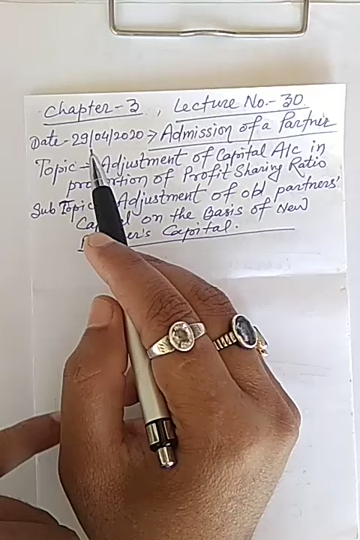 Chapter-3, Lecture No.- 30
Date-29/04/2020 → Admission of a Partner
Topic → Adjustment of Capital A/c in
proportion of Profit Sharing Ratio
Sub Topic Adjustment of old partners'
on the Basis of New
Capital.